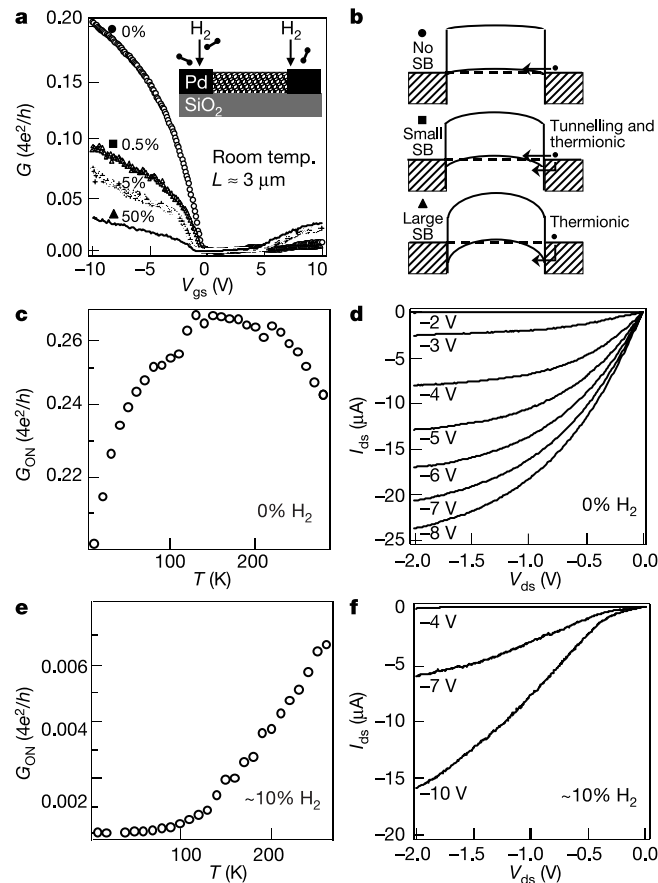 a
H2 H2
0%
Pd
SiO2
0.5%
5%
50%
Room temp.
L ≈ 3 µm
0.20
0.15
0.10
0.05
0.00
G (4e²/h)
−10 −5 0 5 10
Vgs (V)
b
No
SB
Small
SB
Tunnelling and
thermionic
Large
SB
Thermionic
c
0.26
0.24
0.22
GON (4e²/h)
0% H2
100 200
T (K)
d
0
−5
−10
−15
−20
−25
Ids (µA)
−2 V
−3 V
−4 V
−5 V
−6 V
−7 V
−8 V
0% H2
−2.0 −1.5 −1.0 −0.5 0.0
Vds (V)
e
0.006
0.004
0.002
GON (4e²/h)
~10% H2
100 200
T (K)
f
0
−5
−10
−15
−20
Ids (µA)
−4 V
−7 V
−10 V
~10% H2
−2.0 −1.5 −1.0 −0.5 0.0
Vds (V)